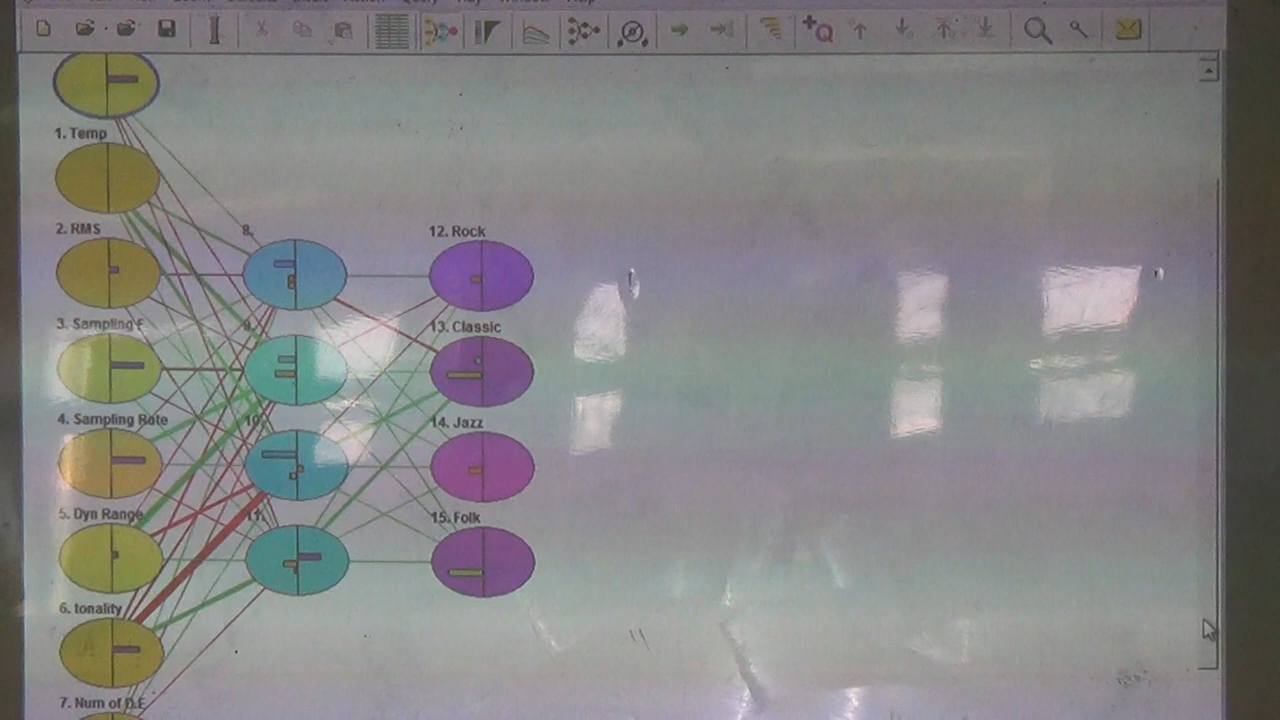 1. Temp
2. RMS
8.
12. Rock
3. Sampling F
9.
13. Classic
4. Sampling Rate
10.
14. Jazz
5. Dyn Range
11.
15. Folk
6. tonality
7. Num of D.E